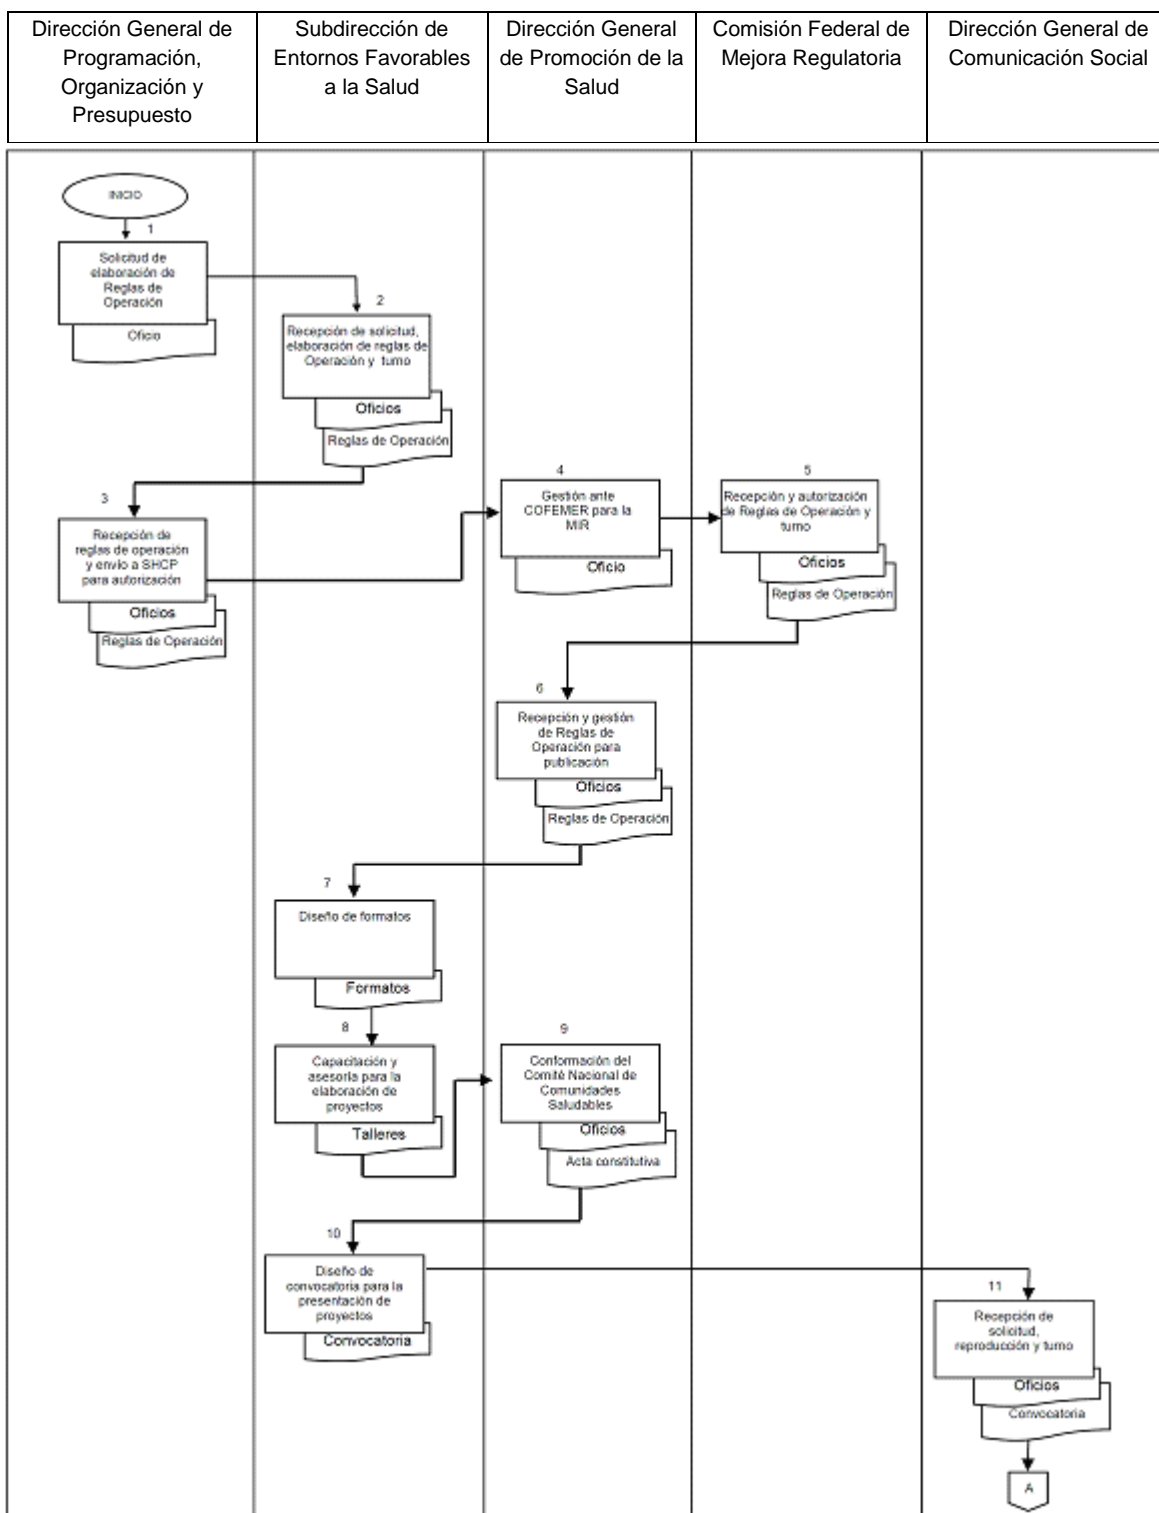 Dirección General de
Programación,
Organización y
Presupuesto
Subdirección de
Entornos Favorables
a la Salud
Dirección General
de Promoción de la
Salud
Comisión Federal de
Mejora Regulatoria
Dirección General de
Comunicación Social
INICIO
1
Solicitud de
elaboración de
Reglas de
Operación
Oficio
2
Recepción de solicitud,
elaboración de reglas de
Operación y turno
Oficios
Reglas de Operación
3
Recepción de
reglas de operación
y envío a SHCP
para autorización
Oficios
Reglas de Operación
4
Gestión ante
COFEMER para la
MIR
Oficio
5
Recepción y autorización
de Reglas de Operación y
turno
Oficios
Reglas de Operación
6
Recepción y gestión
de Reglas de
Operación para
publicación
Oficios
Reglas de Operación
7
Diseño de formatos
Formatos
8
Capacitación y
asesoría para la
elaboración de
proyectos
Talleres
9
Conformación del
Comité Nacional de
Comunidades
Saludables
Oficios
Acta constitutiva
10
Diseño de
convocatoria para la
presentación de
proyectos
Convocatoria
11
Recepción de
solicitud,
reproducción y turno
Oficios
Convocatoria
A